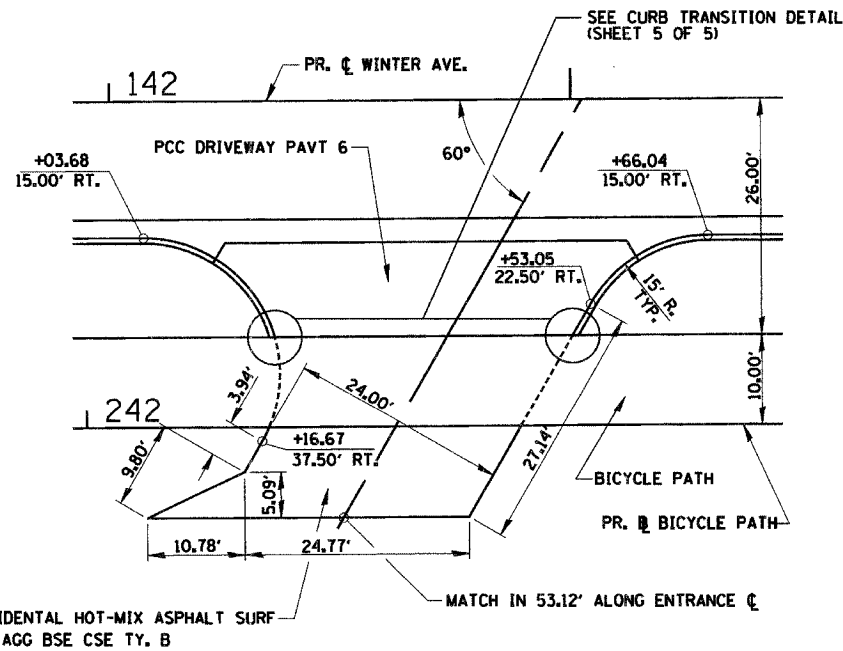 SEE CURB TRANSITION DETAIL
(SHEET 5 OF 5)
PR. ℄ WINTER AVE.
142
PCC DRIVEWAY PAVT 6
60°
+03.68
15.00' RT.
+66.04
15.00' RT.
26.00'
+53.05
22.50' RT.
15' R.
TYP.
3.94'
24.00'
10.00'
242
+16.67
37.50' RT.
27.14'
9.80'
5.09'
BICYCLE PATH
PR. BICYCLE PATH
10.78'
24.77'
IDENTAL HOT-MIX ASPHALT SURF
AGG BSE CSE TY. B
MATCH IN 53.12' ALONG ENTRANCE ℄